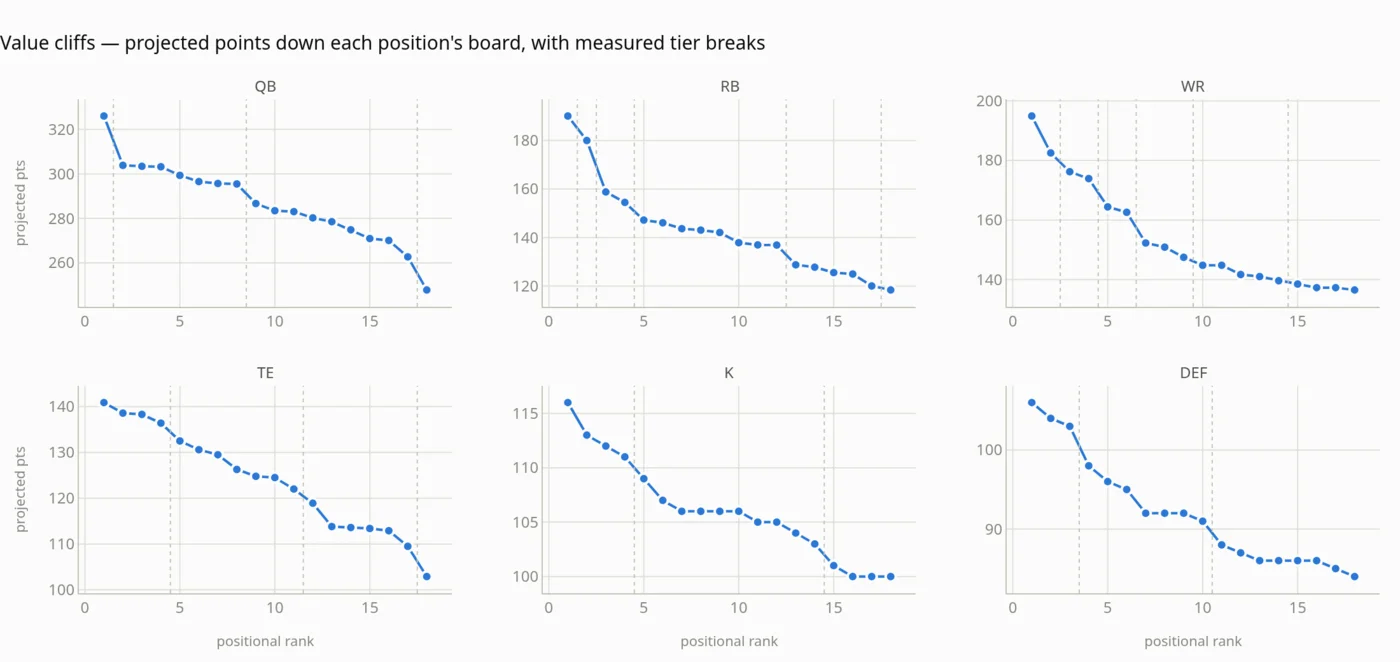 Value cliffs — projected points down each position's board, with measured tier breaks
QB RB WR
projected pts
320
300
280
260
0 5 10 15
180
160
140
120
0 5 10 15
200
180
160
140
0 5 10 15
TE K DEF
projected pts
140
130
120
110
100
0 5 10 15
positional rank
115
110
105
100
0 5 10 15
positional rank
100
90
0 5 10 15
positional rank